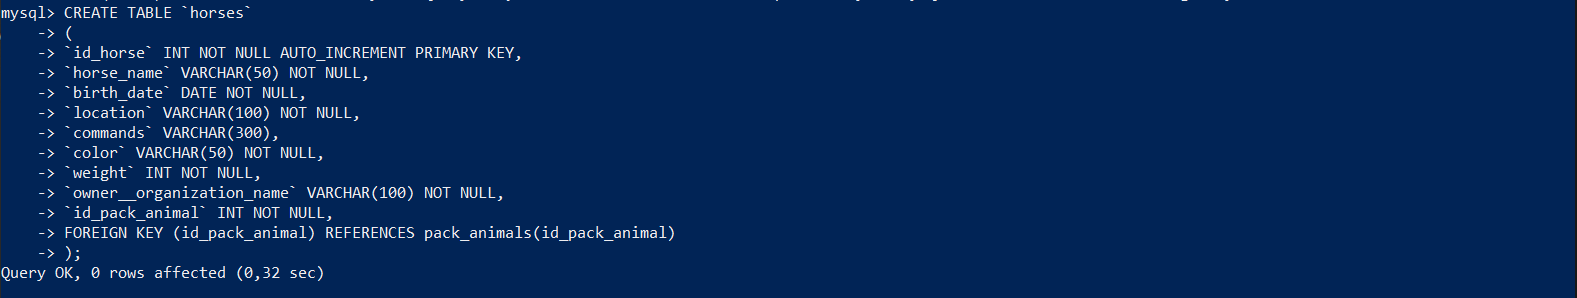 mysql> CREATE TABLE `horses`
    -> (
    -> `id_horse` INT NOT NULL AUTO_INCREMENT PRIMARY KEY,
    -> `horse_name` VARCHAR(50) NOT NULL,
    -> `birth_date` DATE NOT NULL,
    -> `location` VARCHAR(100) NOT NULL,
    -> `commands` VARCHAR(300),
    -> `color` VARCHAR(50) NOT NULL,
    -> `weight` INT NOT NULL,
    -> `owner__organization_name` VARCHAR(100) NOT NULL,
    -> `id_pack_animal` INT NOT NULL,
    -> FOREIGN KEY (id_pack_animal) REFERENCES pack_animals(id_pack_animal)
    -> );
Query OK, 0 rows affected (0,32 sec)